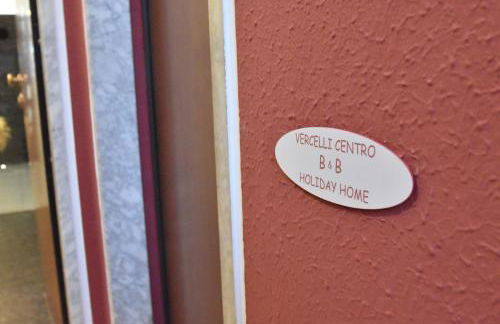 VERCELLI CENTRO
B & B
HOLIDAY HOME